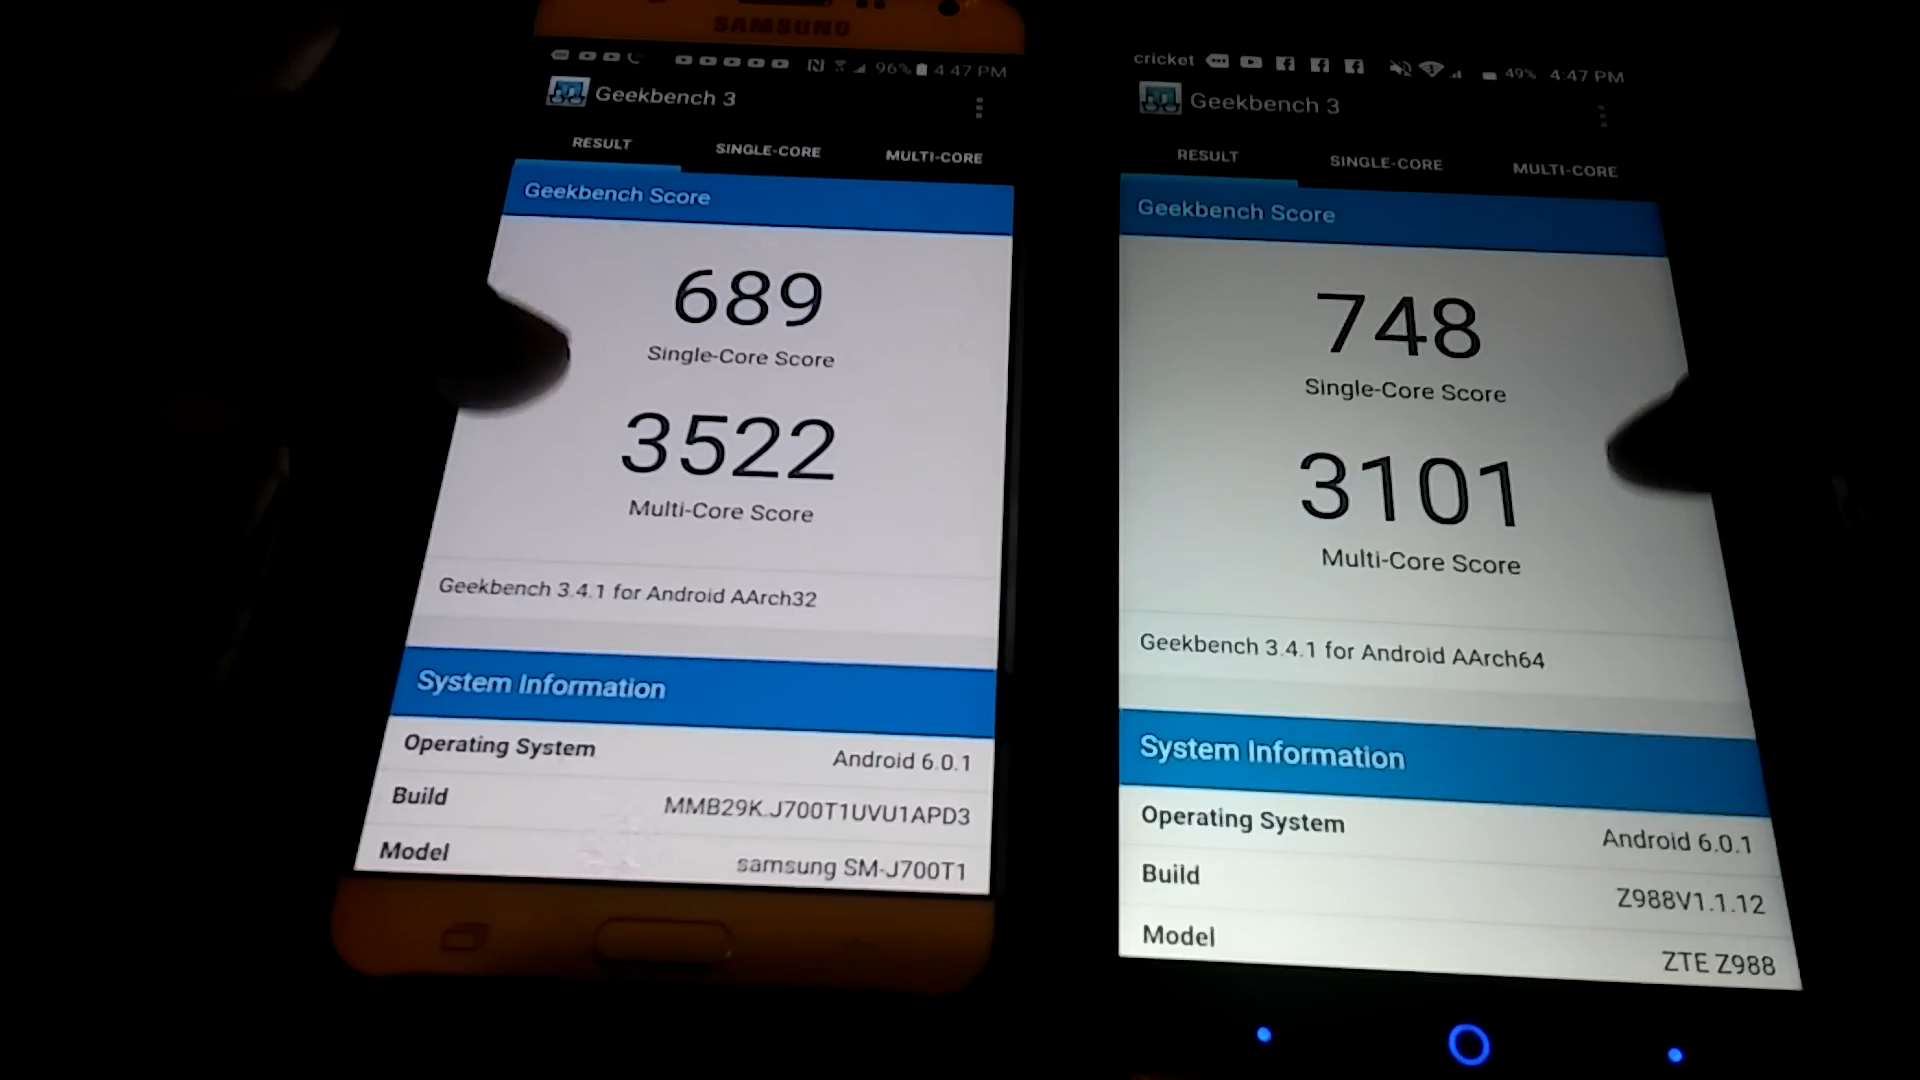 SAMSUNG
96% 4:47 PM
Geekbench 3
RESULT SINGLE-CORE MULTI-CORE
Geekbench Score
689
Single-Core Score
3522
Multi-Core Score
Geekbench 3.4.1 for Android AArch32
System Information
Operating System Android 6.0.1
Build MMB29K.J700T1UVU1APD3
Model samsung SM-J700T1
cricket 49% 4:47 PM
Geekbench 3
RESULT SINGLE-CORE MULTI-CORE
Geekbench Score
748
Single-Core Score
3101
Multi-Core Score
Geekbench 3.4.1 for Android AArch64
System Information
Operating System Android 6.0.1
Build Z988V1.1.12
Model ZTE Z988